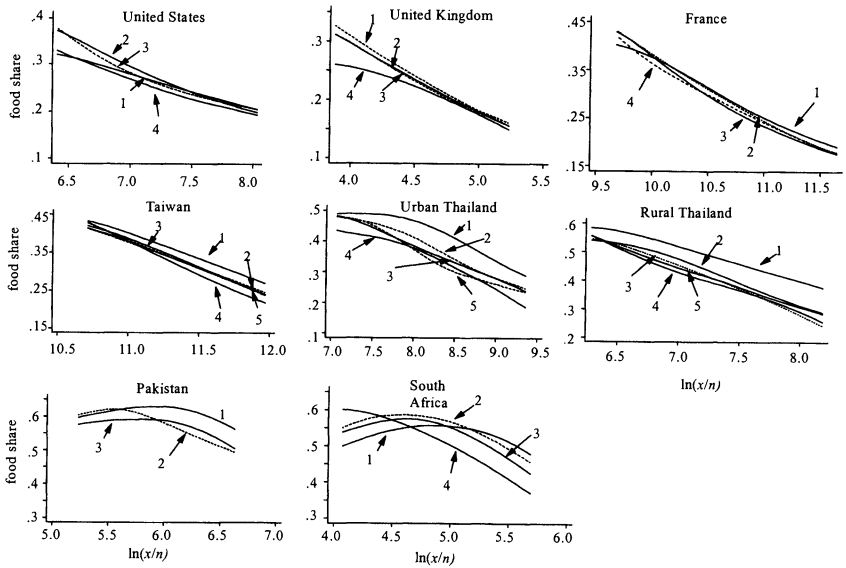 United States
food share
.4
.3
.2
.1
2
3
1
4
6.5 7.0 7.5 8.0
United Kingdom
.4
.3
.2
.1
1
2
4
3
4.0 4.5 5.0 5.5
France
.45
.35
.25
.15
1
4
3
2
9.5 10.0 10.5 11.0 11.5
Taiwan
food share
.45
.35
.25
.15
3
1
2
4
5
10.5 11.0 11.5 12.0
Urban Thailand
.5
.4
.3
.2
.1
1
2
4
3
5
7.0 7.5 8.0 8.5 9.0 9.5
Rural Thailand
.6
.5
.4
.3
.2
1
2
3
4
5
6.5 7.0 7.5 8.0
ln(x/n)
Pakistan
food share
.6
.5
.4
.3
1
3
2
5.0 5.5 6.0 6.5 7.0
ln(x/n)
South
Africa
.6
.5
.4
.3
2
3
1
4
4.0 4.5 5.0 5.5 6.0
ln(x/n)